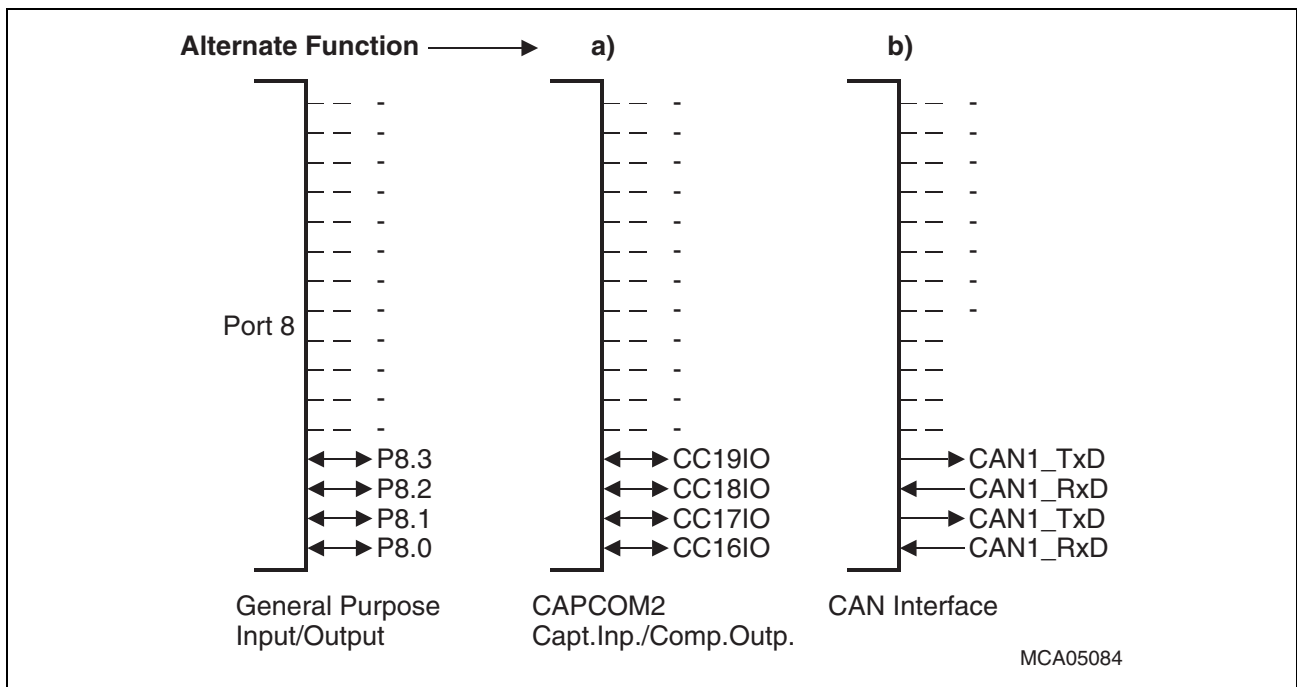 Alternate Function a) b)
- - -
- - -
- - -
- - -
- - -
- - -
- - -
- - -
Port 8
- -
- -
- -
- -
P8.3 CC19IO CAN1_TxD
P8.2 CC18IO CAN1_RxD
P8.1 CC17IO CAN1_TxD
P8.0 CC16IO CAN1_RxD
General Purpose CAPCOM2 CAN Interface
Input/Output Capt.Inp./Comp.Outp.
MCA05084